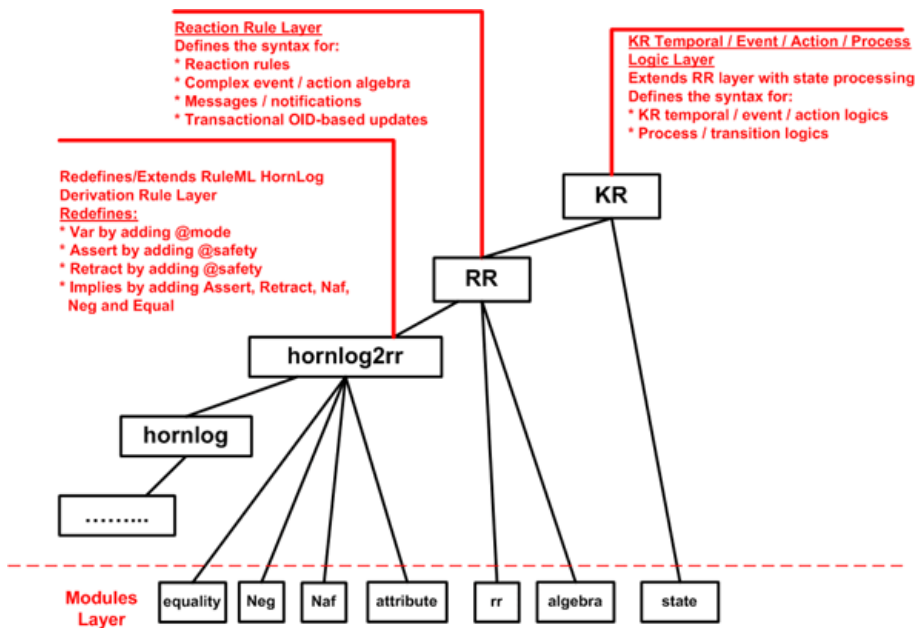 Reaction Rule Layer
Defines the syntax for:
* Reaction rules
* Complex event / action algebra
* Messages / notifications
* Transactional OID-based updates
KR Temporal / Event / Action / Process
Logic Layer
Extends RR layer with state processing
Defines the syntax for:
* KR temporal / event / action logics
* Process / transition logics
Redefines/Extends RuleML HornLog
Derivation Rule Layer
Redefines:
* Var by adding @mode
* Assert by adding @safety
* Retract by adding @safety
* Implies by adding Assert, Retract, Naf,
Neg and Equal
KR
RR
hornlog2rr
hornlog
.........
Modules
Layer
equality
Neg
Naf
attribute
rr
algebra
state